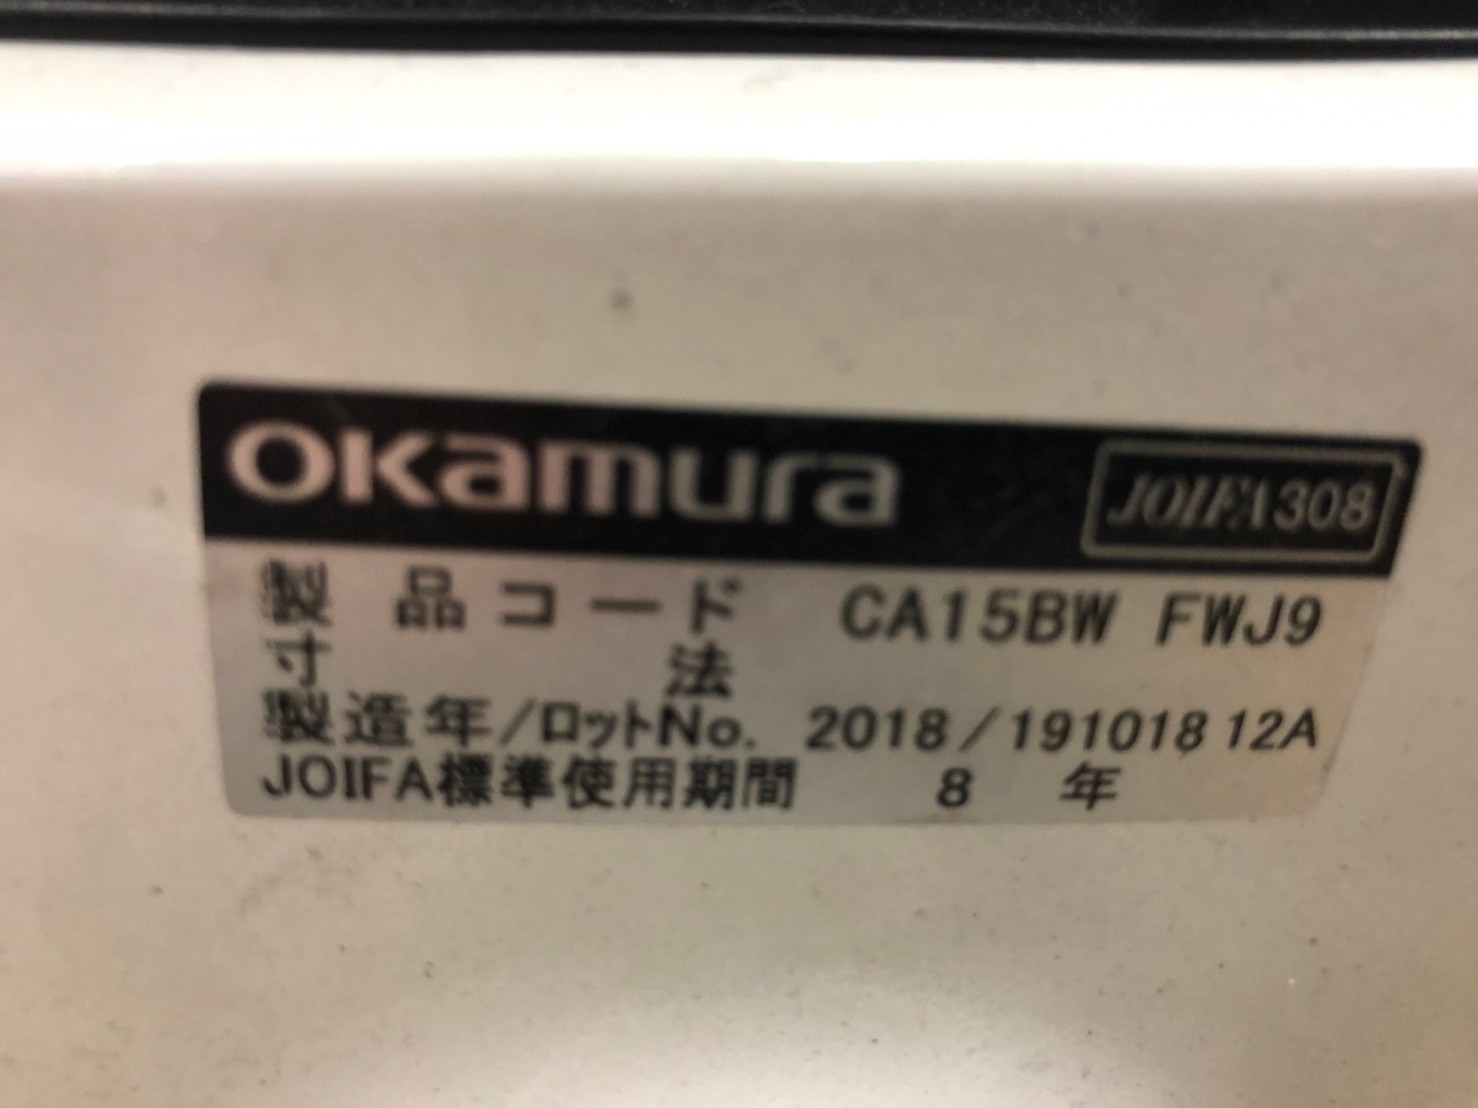 okamura JOIFA308
製品コード CA15BW FWJ9
寸法
製造年/ロットNo. 2018/191018 12A
JOIFA標準使用期間 8 年